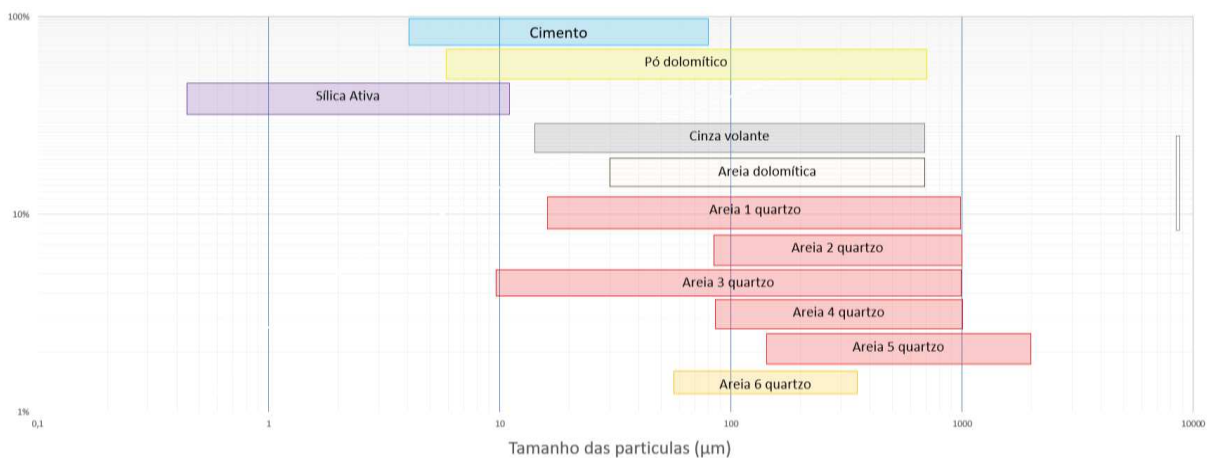 100%
Cimento
Pó dolomítico
Sílica Ativa
Cinza volante
Areia dolomítica
10%
Areia 1 quartzo
Areia 2 quartzo
Areia 3 quartzo
Areia 4 quartzo
Areia 5 quartzo
Areia 6 quartzo
1%
0,1 1 10 100 1000 10000
Tamanho das particulas (μm)